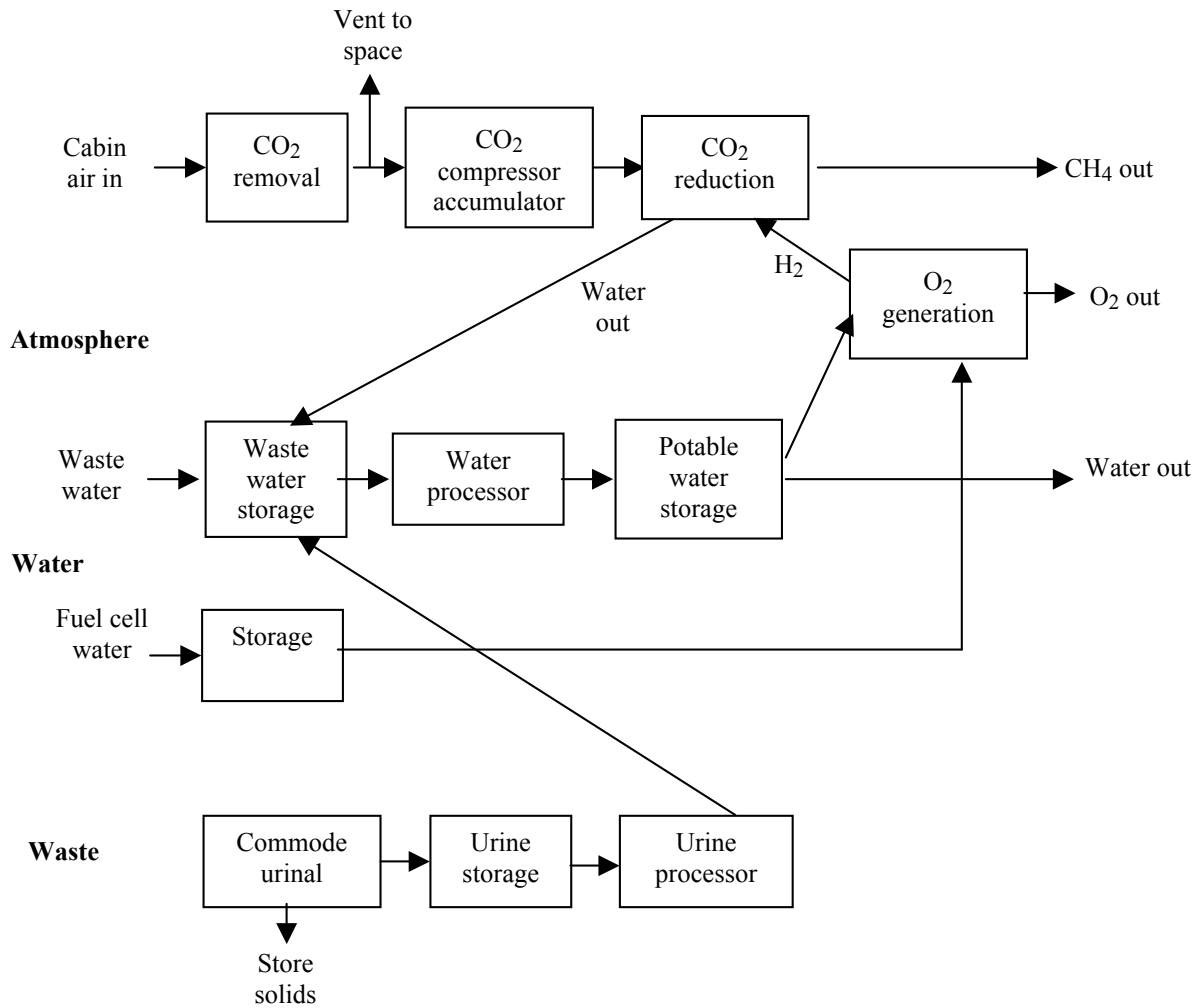 Vent to
space
Cabin
air in
CO2
removal
CO2
compressor
accumulator
CO2
reduction
CH4 out
H2
O2
generation
O2 out
Water
out
Atmosphere
Waste
water
Waste
water
storage
Water
processor
Potable
water
storage
Water out
Water
Fuel cell
water
Storage
Waste
Commode
urinal
Urine
storage
Urine
processor
Store
solids